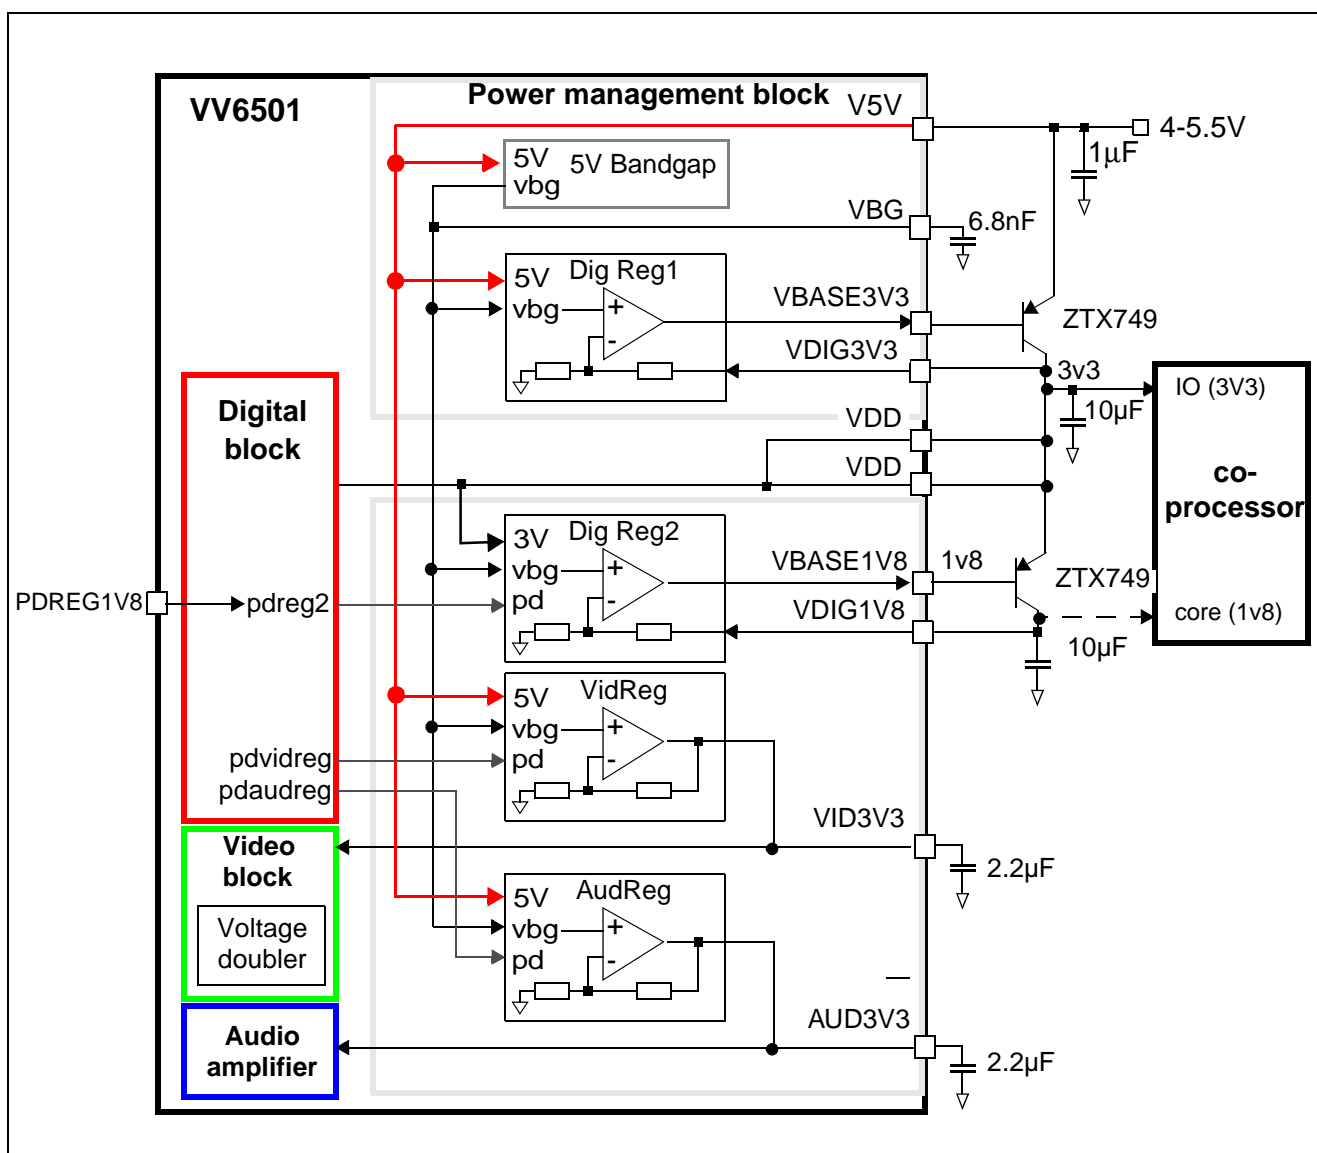 Power management block
VV6501
V5V
4-5.5V
1µF
5V
vbg
5V Bandgap
VBG
6.8nF
Dig Reg1
5V
vbg
+
-
VBASE3V3
ZTX749
VDIG3V3
3v3
10µF
IO (3V3)
co-
processor
core (1v8)
VDD
VDD
Digital
block
Dig Reg2
3V
vbg
pd
+
-
VBASE1V8
1v8
ZTX749
VDIG1V8
10µF
PDREG1V8
pdreg2
VidReg
5V
vbg
pd
+
-
pdvidreg
pdaudreg
VID3V3
2.2µF
Video
block
Voltage
doubler
AudReg
5V
vbg
pd
+
-
AUD3V3
2.2µF
Audio
amplifier